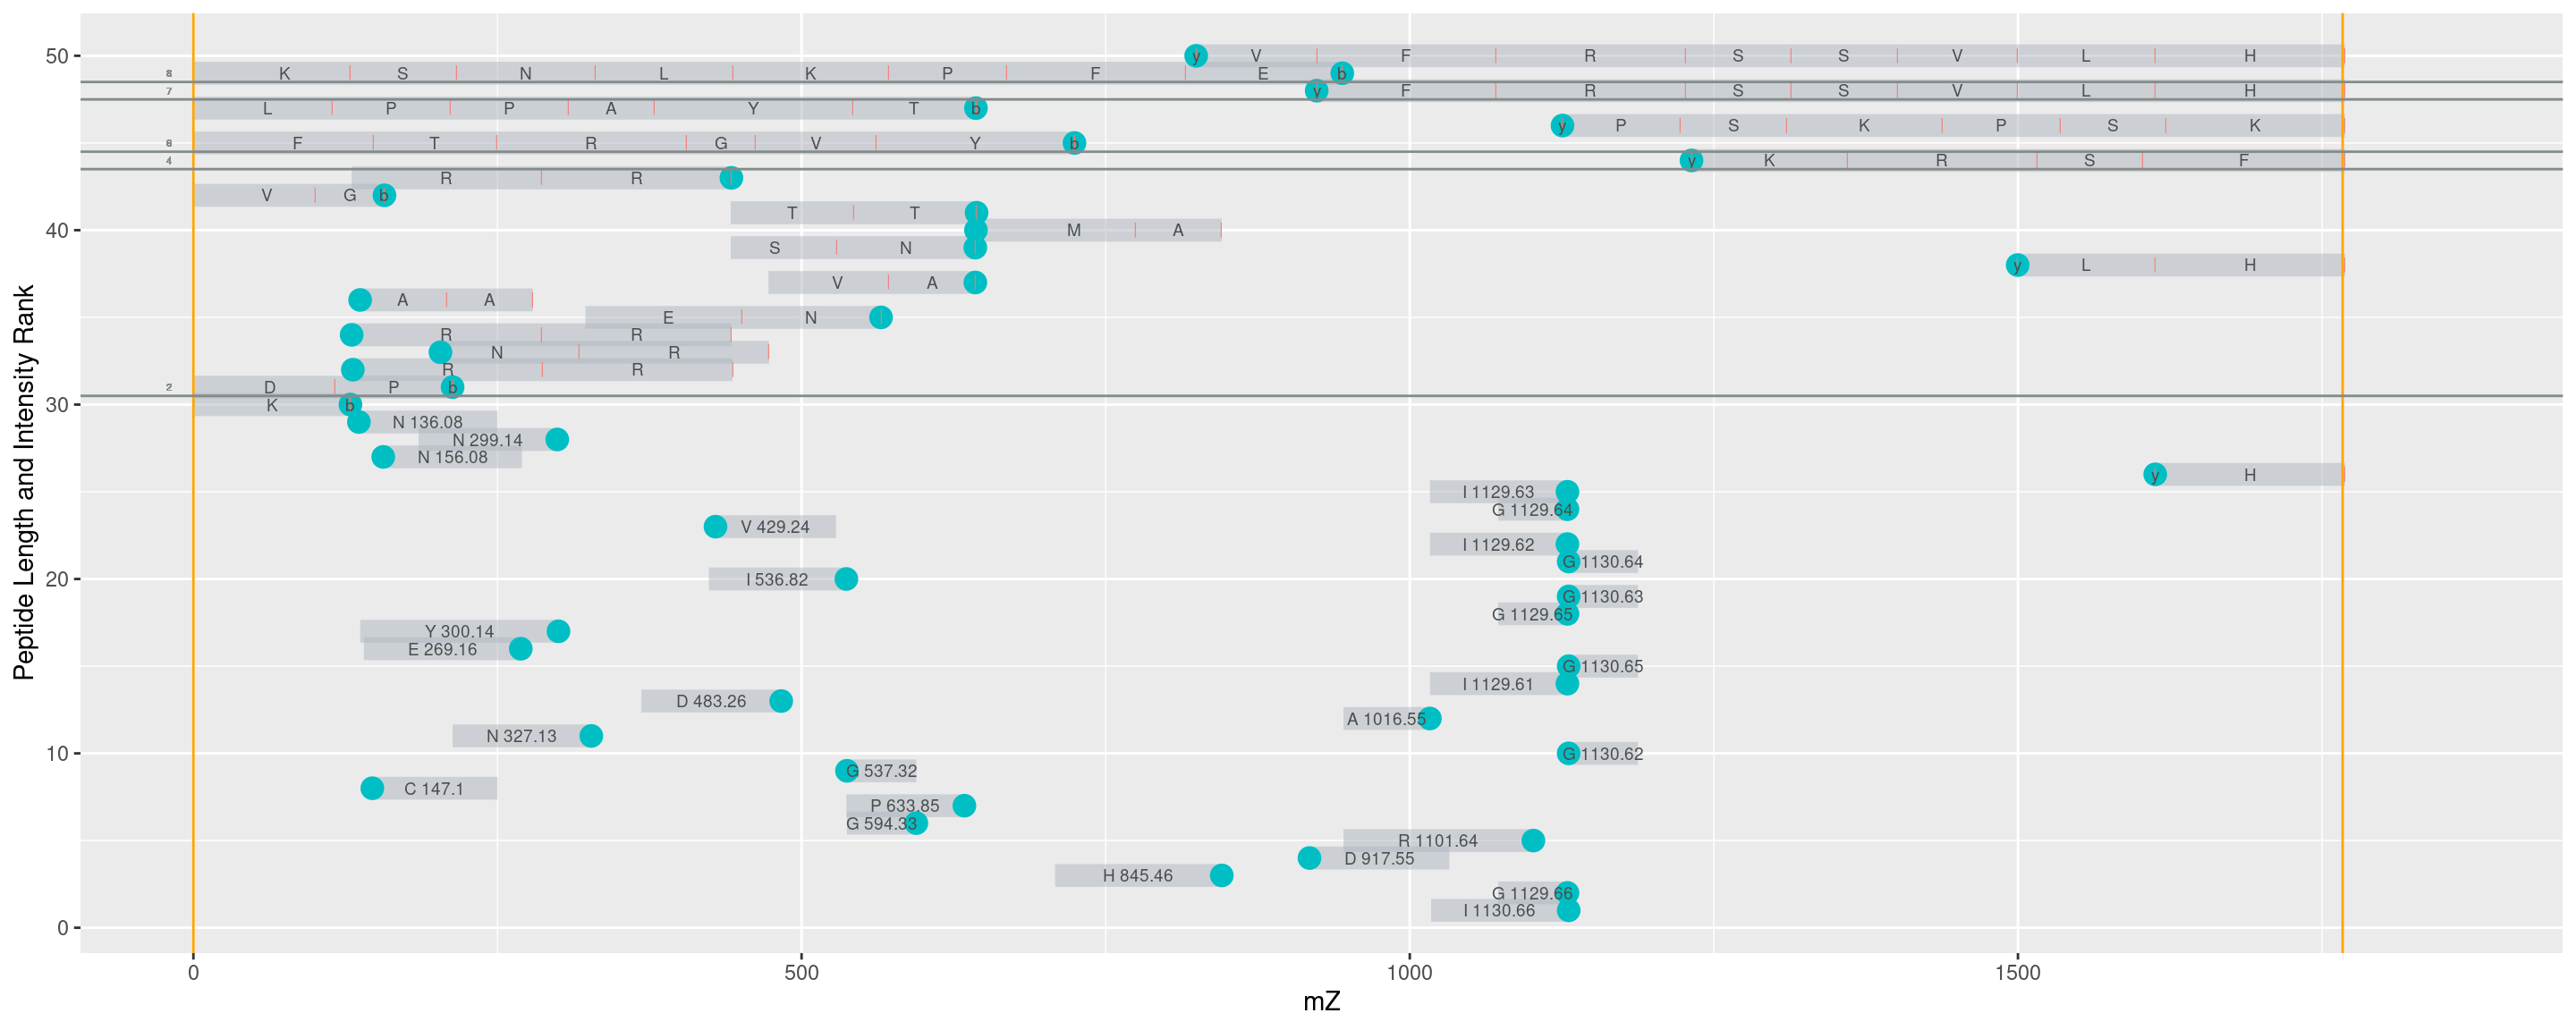 50
y V F R S S V L H
8 K S N L K P F E b
7 y F R S S V L H
L P P A Y T b
y P S K P S K
6 F T R G V Y b
4 y K R S F
R R
V G b
T T
40 M A
S N
y L H
V A
A A
E N
R R
N R
R R
2 D P b
30 K b
N 136.08
N 299.14
N 156.08
y H
I 1129.63
G 1129.64
V 429.24
I 1129.62
G 1130.64
20 I 536.82
G 1130.63
G 1129.65
Y 300.14
E 269.16
G 1130.65
I 1129.61
D 483.26
A 1016.55
N 327.13
10 G 1130.62
G 537.32
C 147.1
P 633.85
G 594.33
R 1101.64
D 917.55
H 845.46
G 1129.66
I 1130.66
0
0 500 1000 1500
mZ
Peptide Length and Intensity Rank